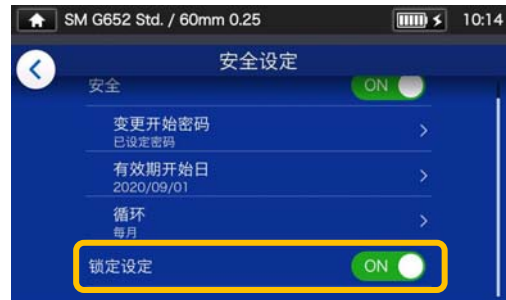 SM G652 Std. / 60mm 0.25 10:14
安全设定
安全 ON
变更开始密码
已设定密码
有效期开始日
2020/09/01
循环
每月
锁定设定 ON